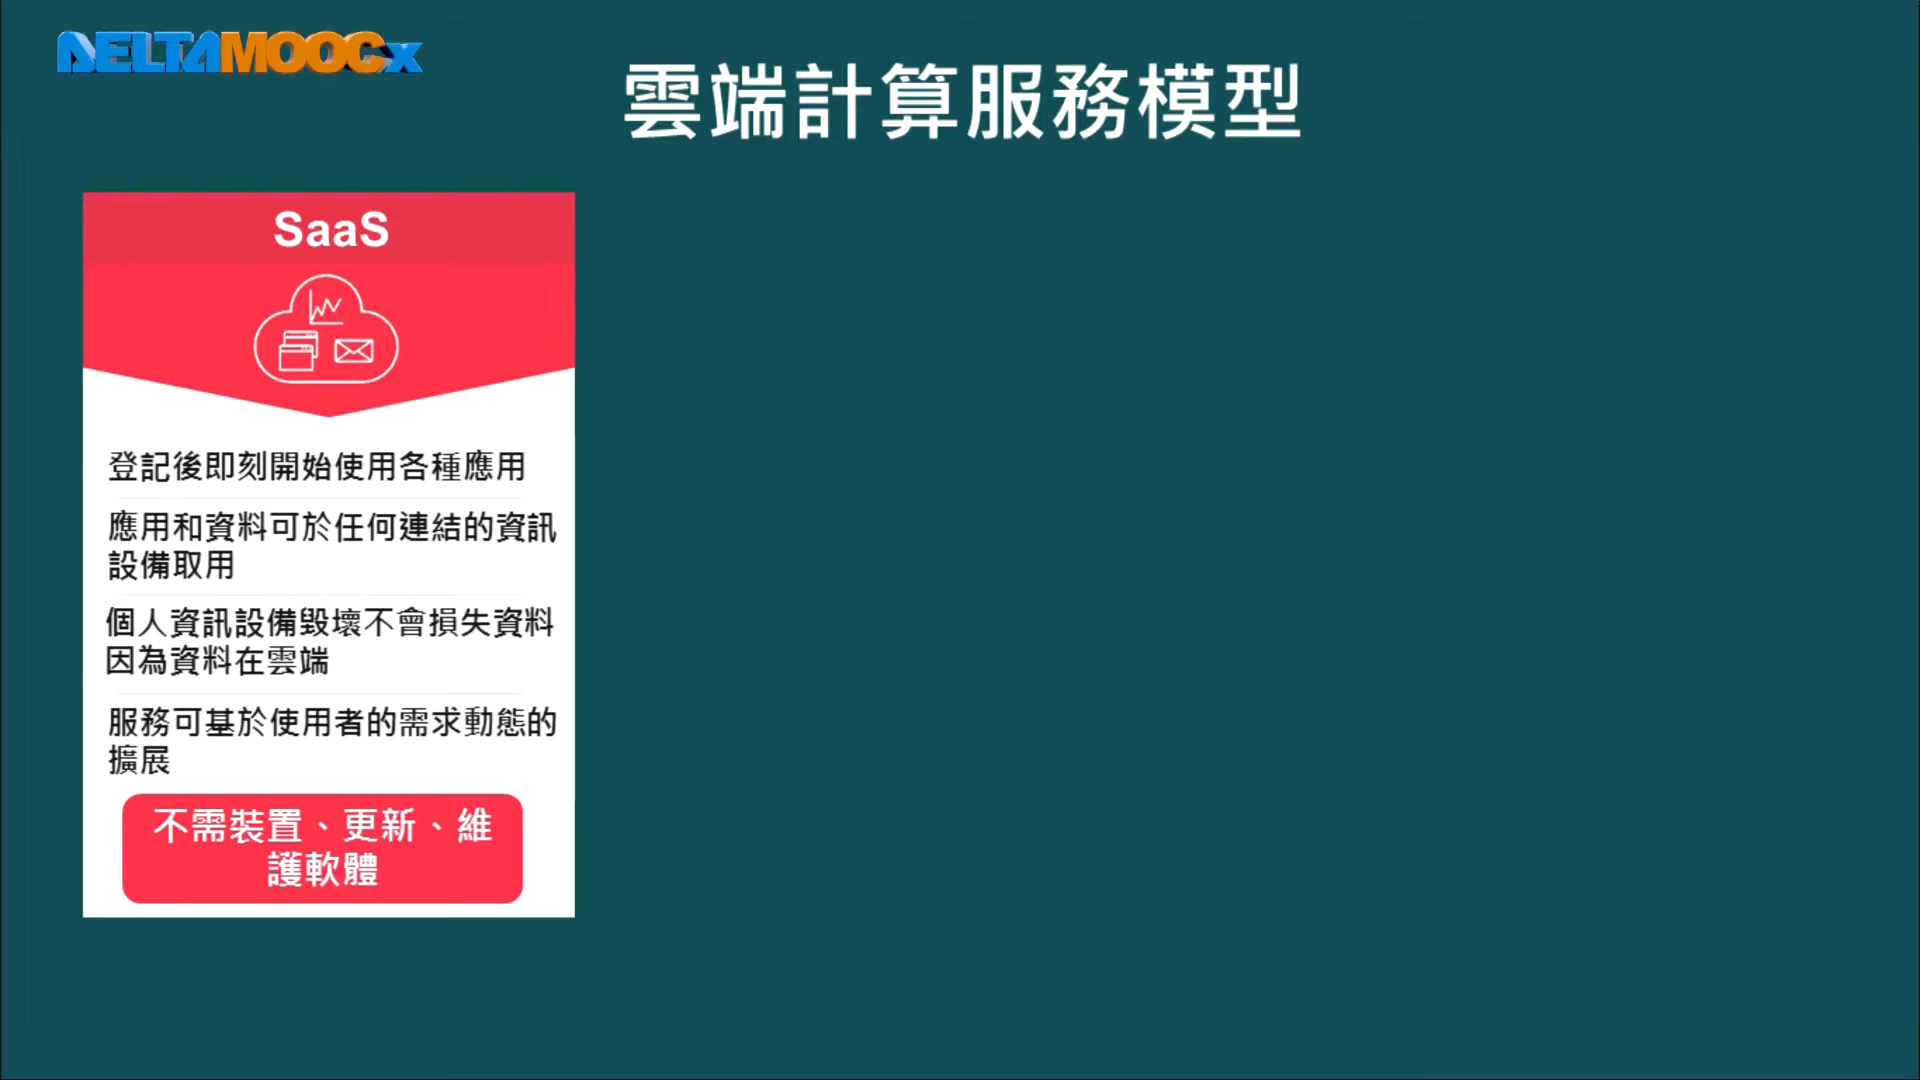 DELTAMOOCx
雲端計算服務模型
SaaS
登記後即刻開始使用各種應用
應用和資料可於任何連結的資訊
設備取用
個人資訊設備毀壞不會損失資料
因為資料在雲端
服務可基於使用者的需求動態的
擴展
不需裝置、更新、維
護軟體